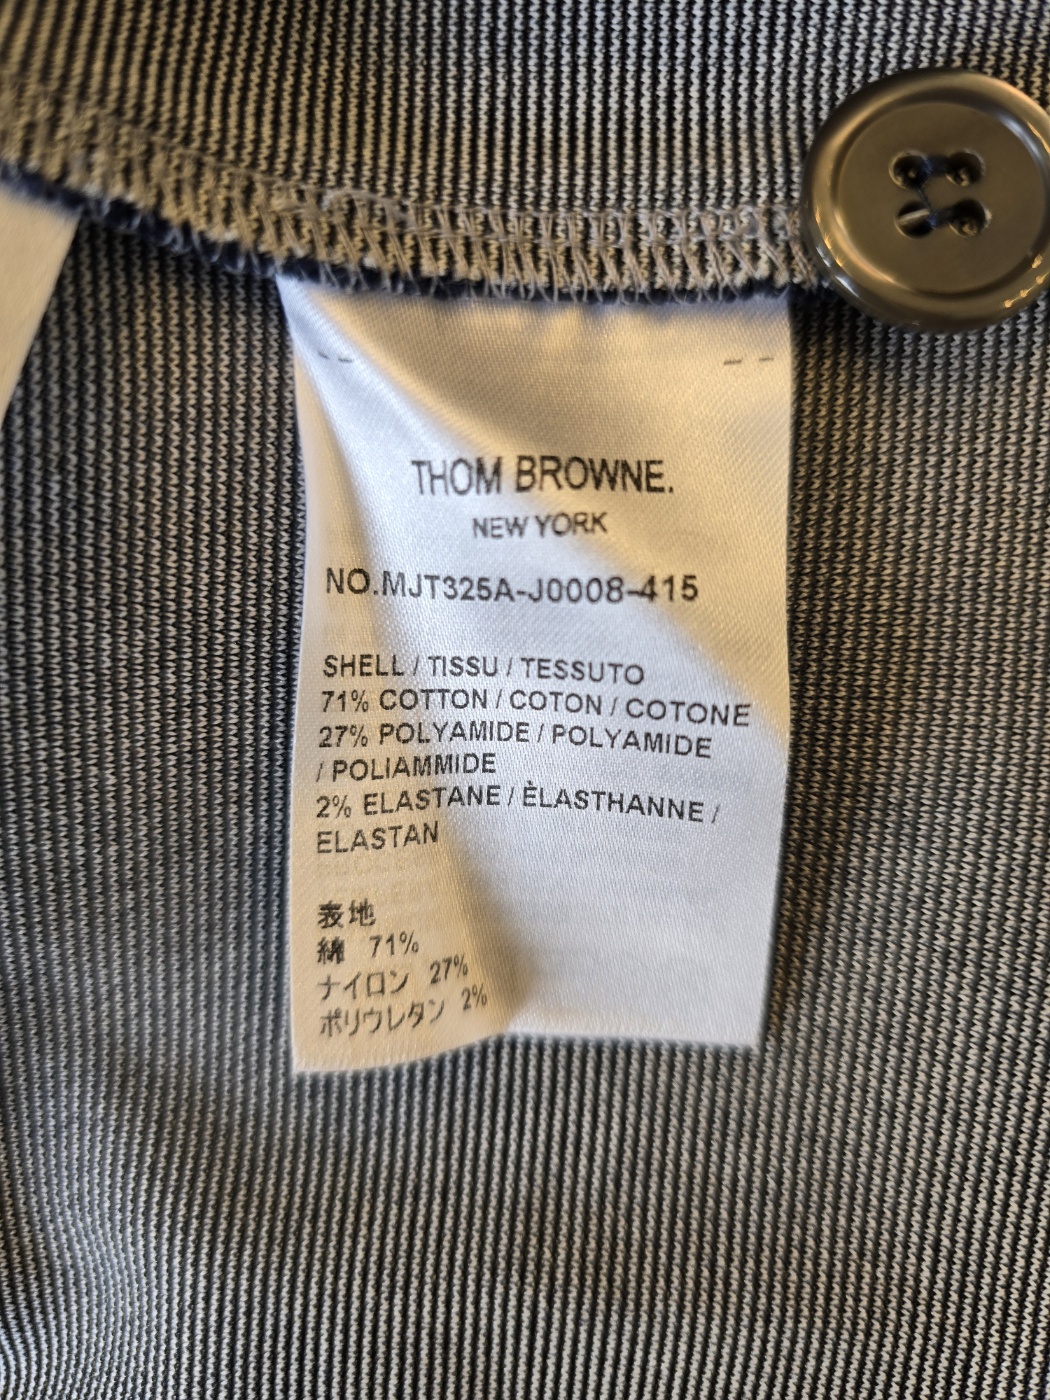 THOM BROWNE.
NEW YORK
NO.MJT325A-J0008-415
SHELL / TISSU / TESSUTO
71% COTTON / COTON / COTONE
27% POLYAMIDE / POLYAMIDE
/ POLIAMMIDE
2% ELASTANE / ÈLASTHANNE /
ELASTAN
表地
綿 71%
ナイロン 27%
ポリウレタン 2%